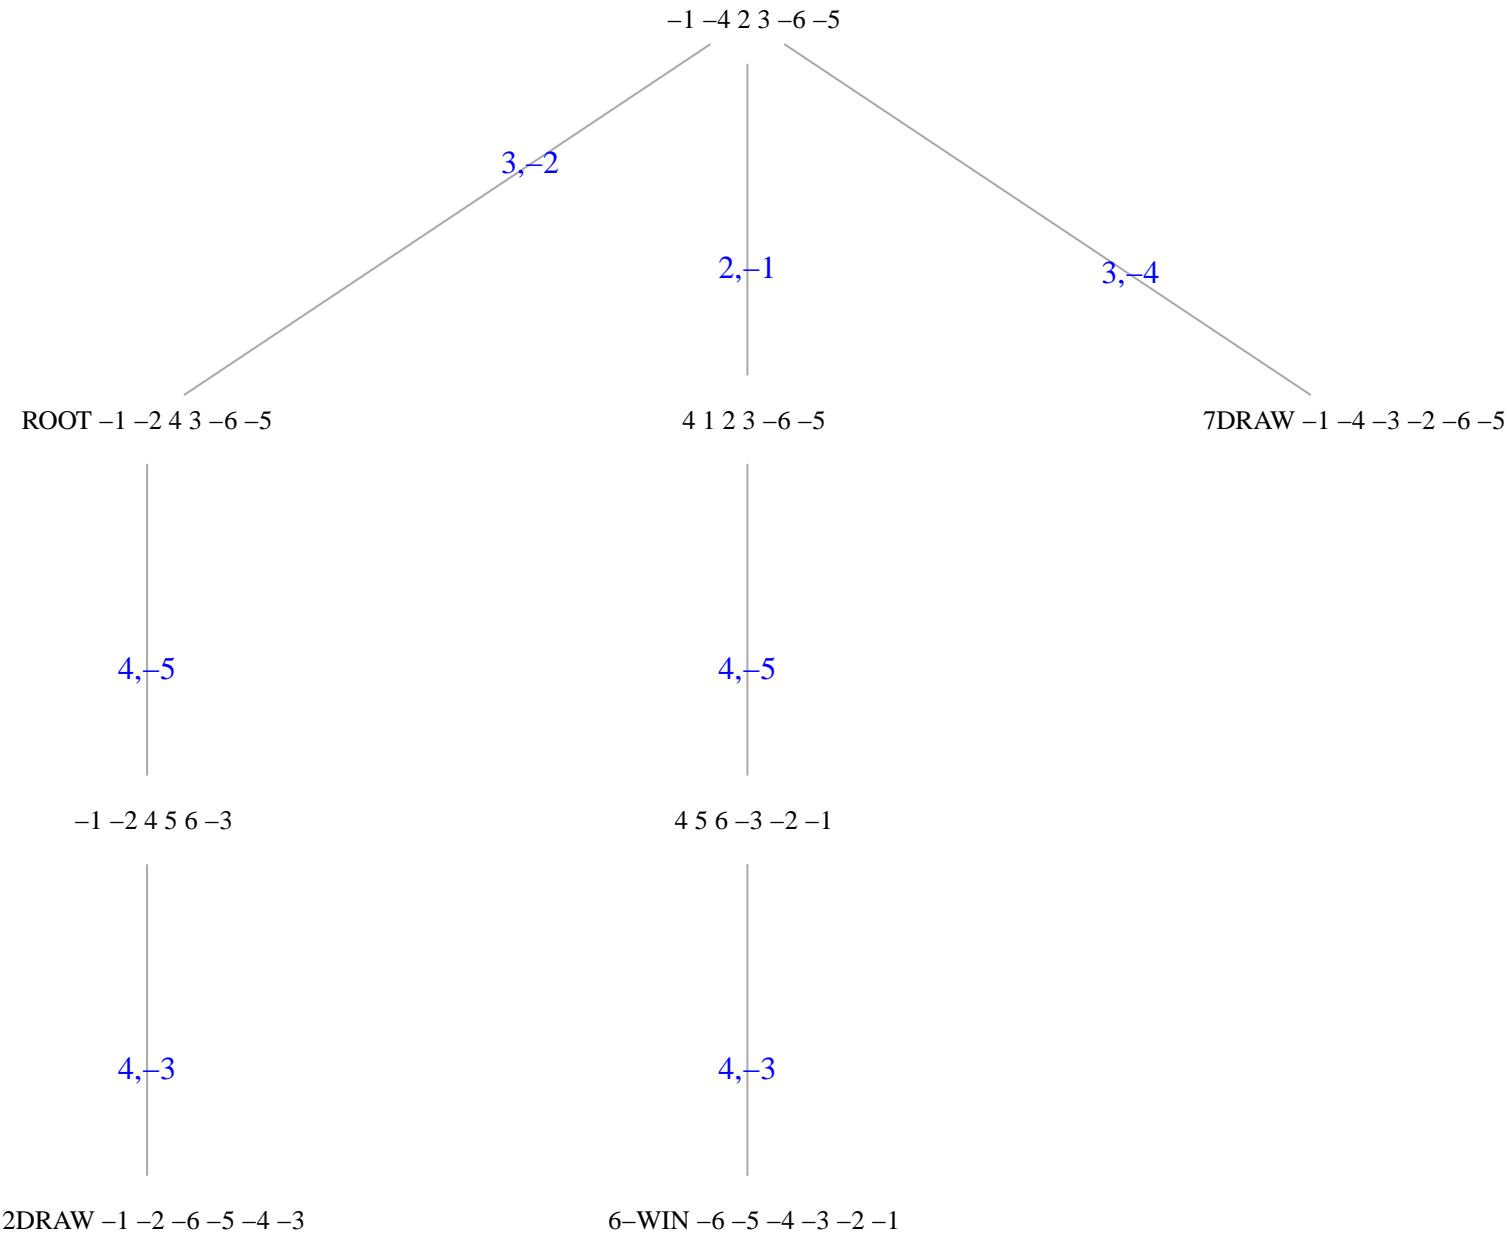 –1 –4 2 3 –6 –5
3,–2
2,–1
3,–4
ROOT –1 –2 4 3 –6 –5
4 1 2 3 –6 –5
7DRAW –1 –4 –3 –2 –6 –5
4,–5
4,–5
–1 –2 4 5 6 –3
4 5 6 –3 –2 –1
4,–3
4,–3
2DRAW –1 –2 –6 –5 –4 –3
6–WIN –6 –5 –4 –3 –2 –1